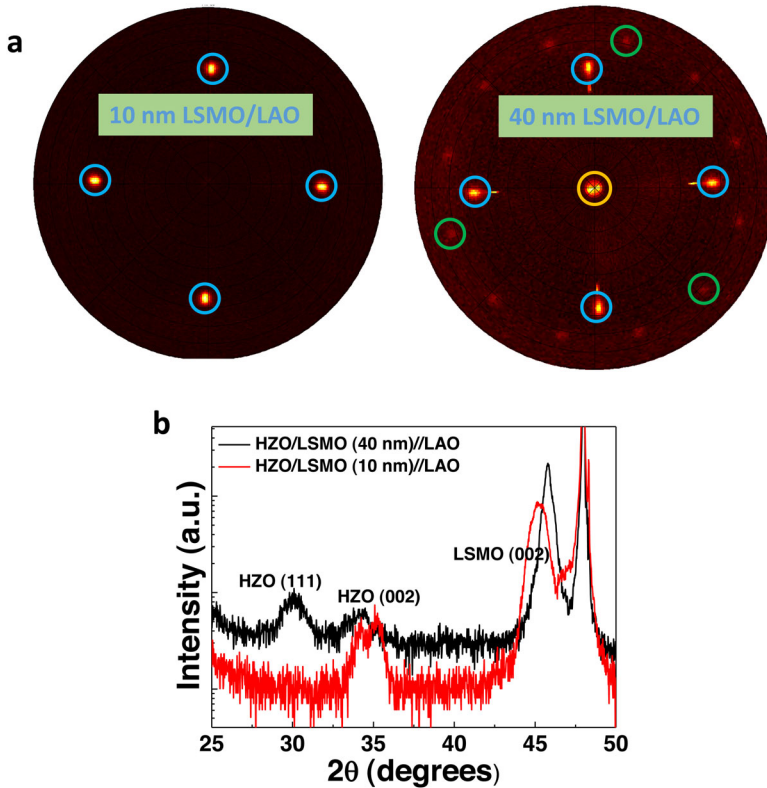 a
10 nm LSMO/LAO
40 nm LSMO/LAO
b
HZO/LSMO (40 nm)//LAO
HZO/LSMO (10 nm)//LAO
LSMO (002)
HZO (111)
HZO (002)
Intensity (a.u.)
25 30 35 40 45 50
2θ (degrees)